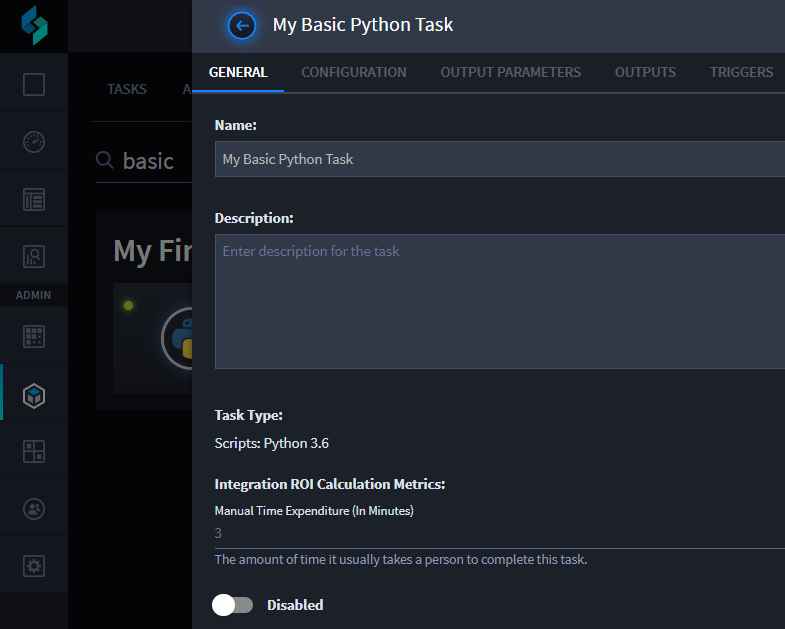 My Basic Python Task
GENERAL CONFIGURATION OUTPUT PARAMETERS OUTPUTS TRIGGERS
TASKS A
basic
My Fir
ADMIN
Name:
My Basic Python Task
Description:
Enter description for the task
Task Type:
Scripts: Python 3.6
Integration ROI Calculation Metrics:
Manual Time Expenditure (In Minutes)
3
The amount of time it usually takes a person to complete this task.
Disabled